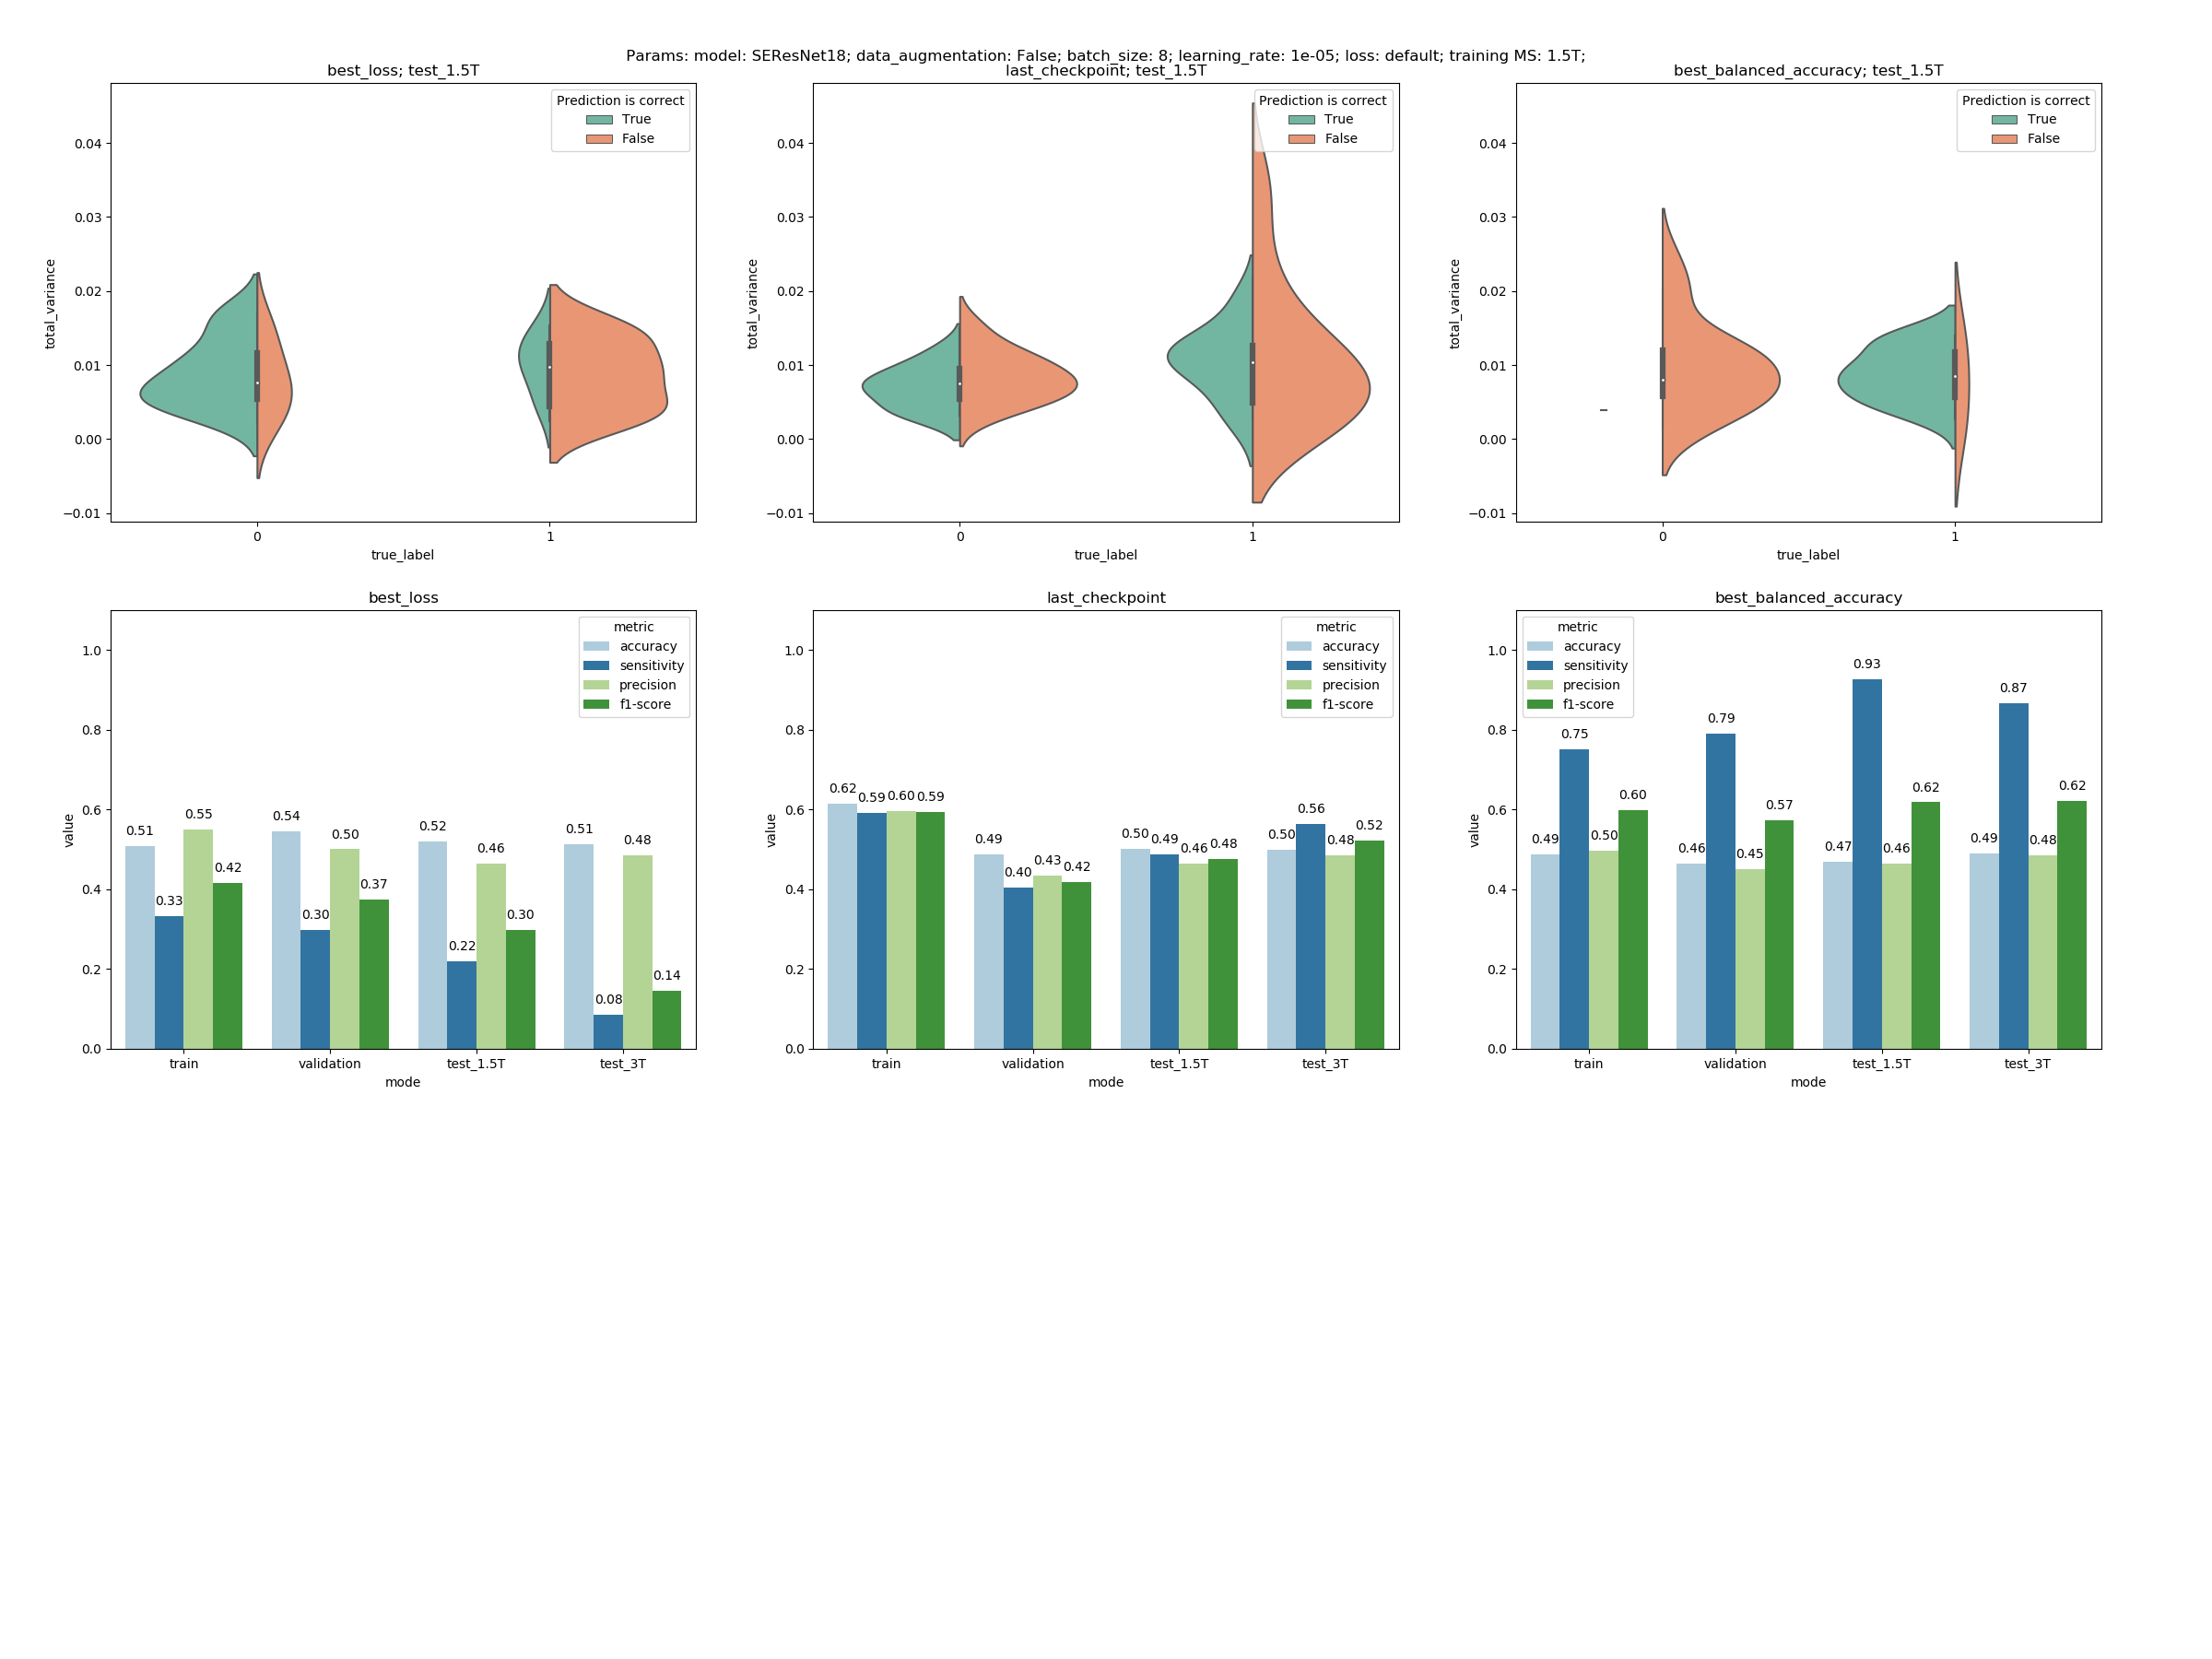 Params: model: SEResNet18; data_augmentation: False; batch_size: 8; learning_rate: 1e-05; loss: default; training MS: 1.5T;
best_loss; test_1.5T
Prediction is correct
True
False
0.04
0.03
0.02
0.01
0.00
−0.01
total_variance
0 1
true_label
last_checkpoint; test_1.5T
Prediction is correct
True
False
0.04
0.03
0.02
0.01
0.00
−0.01
total_variance
0 1
true_label
best_balanced_accuracy; test_1.5T
Prediction is correct
True
False
0.04
0.03
0.02
0.01
0.00
−0.01
total_variance
0 1
true_label
best_loss
metric
accuracy
sensitivity
precision
f1-score
1.0
0.8
0.6
0.4
0.2
0.0
value
0.51 0.33 0.55 0.42
0.54 0.30 0.50 0.37
0.52 0.22 0.46 0.30
0.51 0.08 0.48 0.14
train validation test_1.5T test_3T
mode
last_checkpoint
metric
accuracy
sensitivity
precision
f1-score
1.0
0.8
0.6
0.4
0.2
0.0
value
0.62 0.59 0.60 0.59
0.49 0.40 0.43 0.42
0.50 0.49 0.46 0.48
0.50 0.56 0.48 0.52
train validation test_1.5T test_3T
mode
best_balanced_accuracy
metric
accuracy
sensitivity
precision
f1-score
1.0
0.8
0.6
0.4
0.2
0.0
value
0.49 0.75 0.50 0.60
0.46 0.79 0.45 0.57
0.47 0.93 0.46 0.62
0.49 0.87 0.48 0.62
train validation test_1.5T test_3T
mode